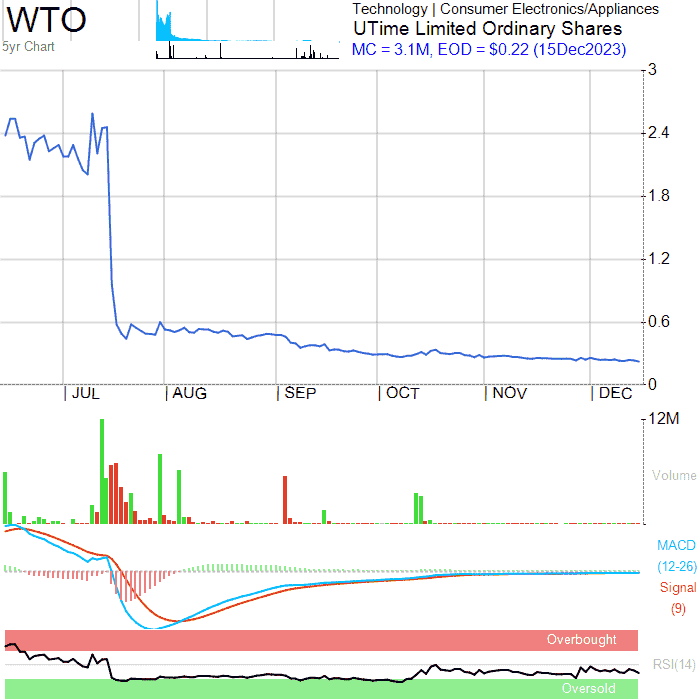 WTO
5yr Chart
Technology | Consumer Electronics/Appliances
UTime Limited Ordinary Shares
MC = 3.1M, EOD = $0.22 (15Dec2023)
3
2.4
1.8
1.2
0.6
0
| JUL | AUG | SEP | OCT | NOV | DEC
12M
Volume
MACD
(12-26)
Signal
(9)
Overbought
RSI(14)
Oversold